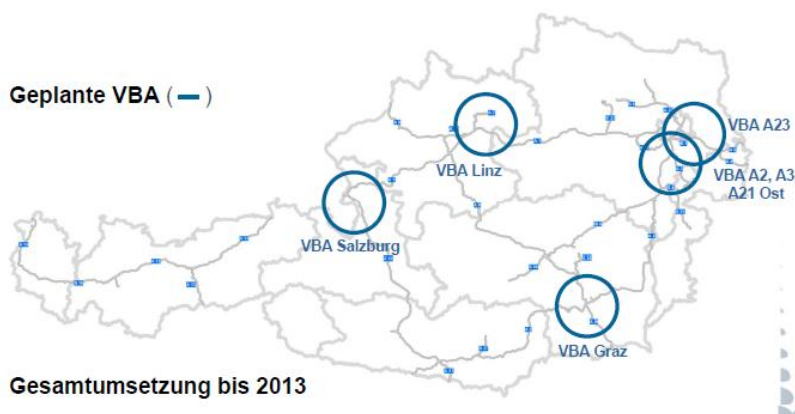 Geplante VBA ( — )
VBA A23
VBA Linz
VBA A2, A3
A21 Ost
VBA Salzburg
VBA Graz
Gesamtumsetzung bis 2013